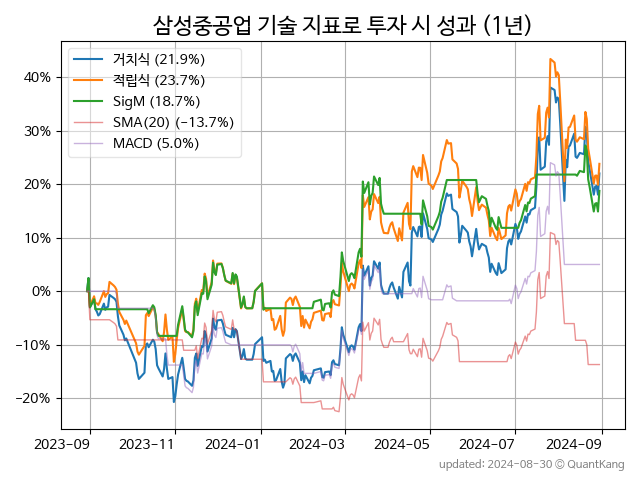 삼성중공업 기술 지표로 투자 시 성과 (1년)
거치식 (21.9%)
적립식 (23.7%)
SigM (18.7%)
SMA(20) (-13.7%)
MACD (5.0%)
40%
30%
20%
10%
0%
-10%
-20%
2023-09 2023-11 2024-01 2024-03 2024-05 2024-07 2024-09
updated: 2024-08-30 © QuantKang